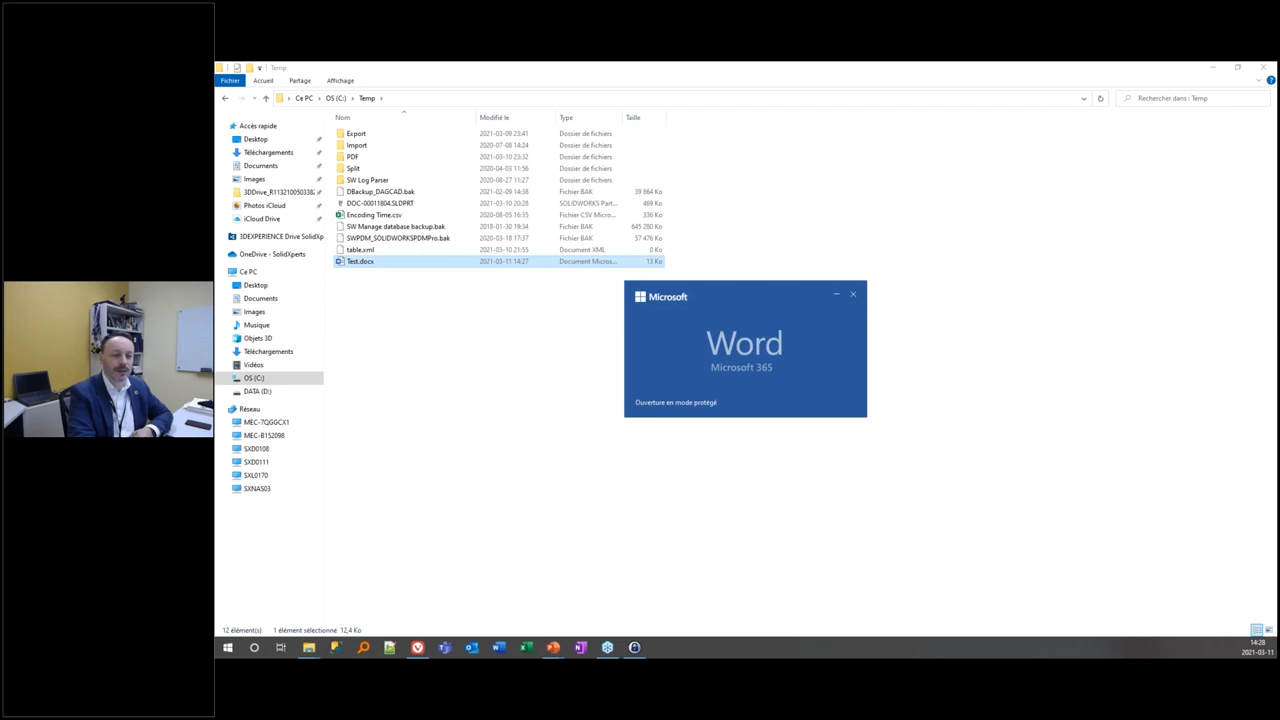 Temp
Fichier Accueil Partage Affichage
Ce PC OS (C:) Temp
Rechercher dans : Temp
Nom Modifié le Type Taille
Export 2021-03-09 23:41 Dossier de fichiers
Import 2020-07-08 14:24 Dossier de fichiers
PDF 2021-03-10 23:32 Dossier de fichiers
Split 2020-04-03 11:56 Dossier de fichiers
SW Log Parser 2020-08-27 11:27 Dossier de fichiers
DBackup_DAGCAD.bak 2021-02-09 14:38 Fichier BAK 39 864 Ko
DOC-00011804.SLDPRT 2021-03-10 20:28 SOLIDWORKS Part... 469 Ko
Encoding Time.csv 2020-08-05 16:35 Fichier CSV Micro... 336 Ko
SW Manage database backup.bak 2018-01-30 19:34 Fichier BAK 645 280 Ko
SWPDM_SOLIDWORKSPDMPro.bak 2020-03-18 17:37 Fichier BAK 57 476 Ko
table.xml 2021-03-10 21:55 Document XML 0 Ko
Test.docx 2021-03-11 14:27 Document Micros... 13 Ko
Accès rapide
Desktop
Téléchargements
Documents
Images
3DDrive_R1132100503382
Photos iCloud
iCloud Drive
3DEXPERIENCE Drive SolidXp
OneDrive - SolidXperts
Ce PC
Desktop
Documents
Images
Musique
Objets 3D
Téléchargements
Vidéos
OS (C:)
DATA (D:)
Réseau
MEC-7QGGCX1
MEC-B152098
SXD0108
SXD0111
SXL0170
SXNAS03
Microsoft
Word
Microsoft 365
Ouverture en mode protégé
12 élément(s) 1 élément sélectionné 12,4 Ko
14:28
2021-03-11